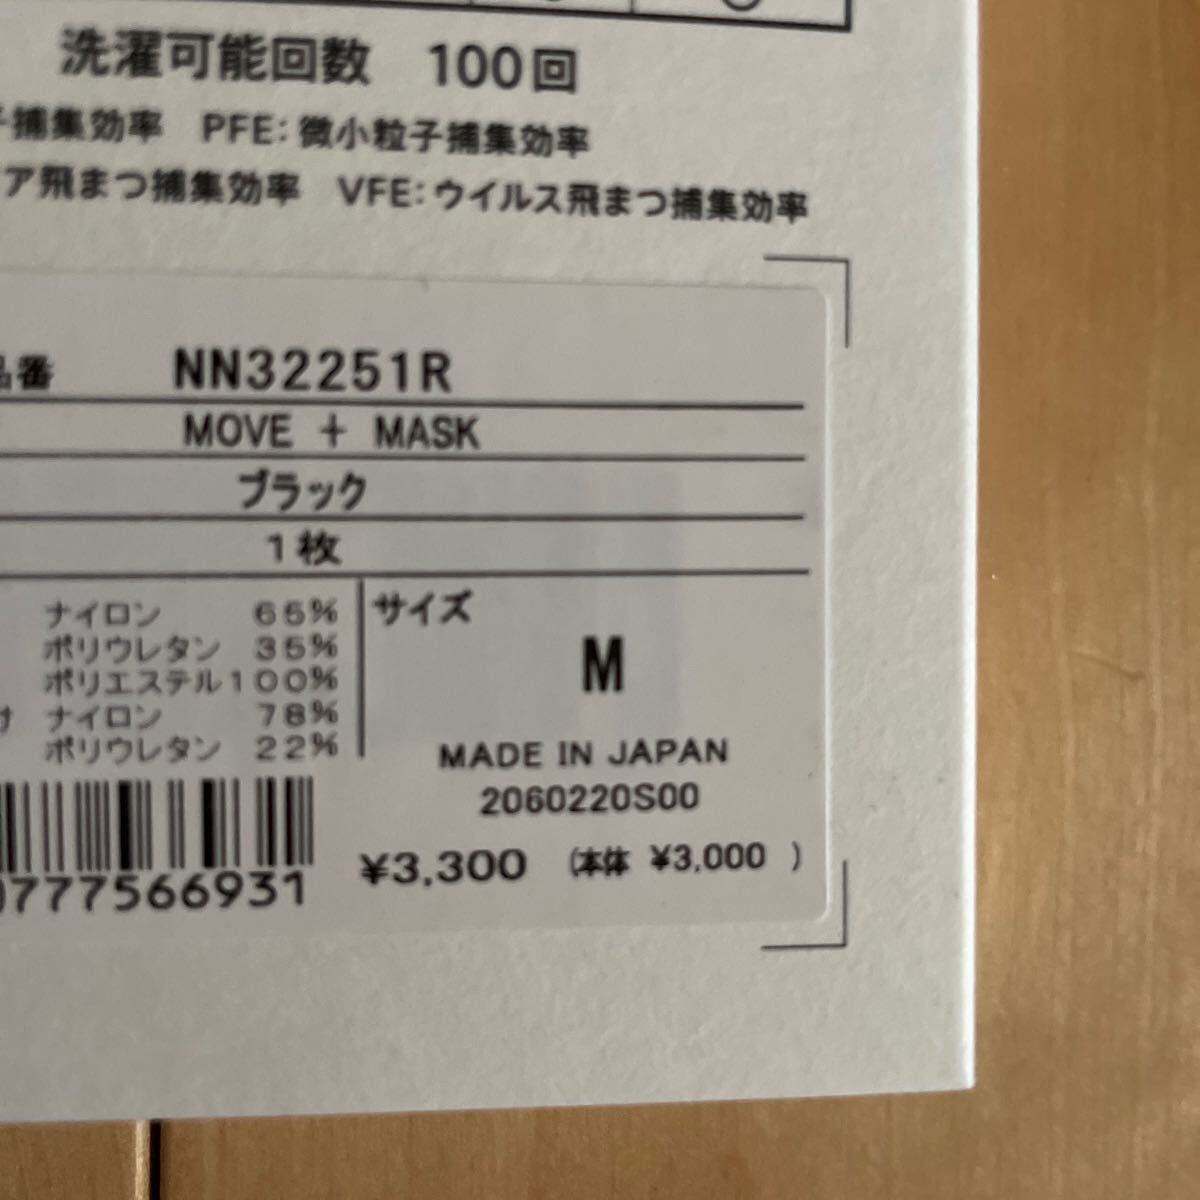 洗濯可能回数 100回
捕集効率 PFE:微小粒子捕集効率
ア飛まつ捕集効率 VFE:ウイルス飛まつ捕集効率
品番 NN32251R
MOVE + MASK
ブラック
1枚
ナイロン 65%
ポリウレタン 35%
ポリエステル100%
ナイロン 78%
ポリウレタン 22%
サイズ
M
MADE IN JAPAN
2060220S00
777566931
¥3,300 (本体 ¥3,000 )